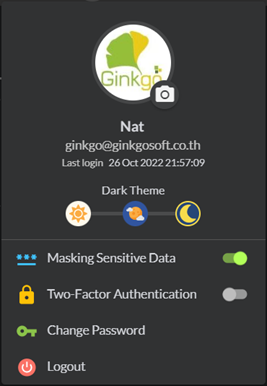 Ginkgo
Nat
ginkgo@ginkgosoft.co.th
Last login 26 Oct 2022 21:57:09
Dark Theme
*** Masking Sensitive Data
Two-Factor Authentication
Change Password
Logout